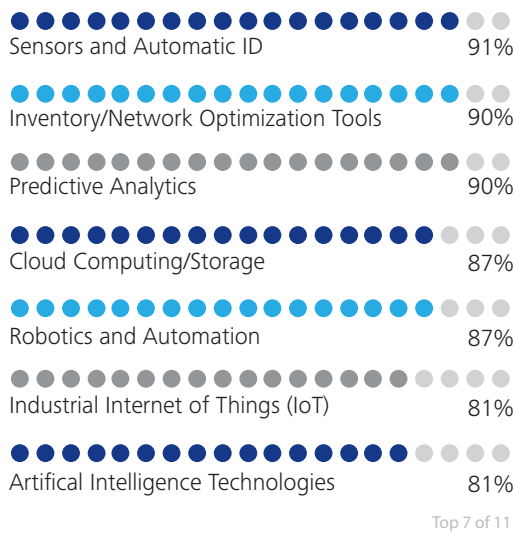 Sensors and Automatic ID 91%
Inventory/Network Optimization Tools 90%
Predictive Analytics 90%
Cloud Computing/Storage 87%
Robotics and Automation 87%
Industrial Internet of Things (IoT) 81%
Artifical Intelligence Technologies 81%
Top 7 of 11